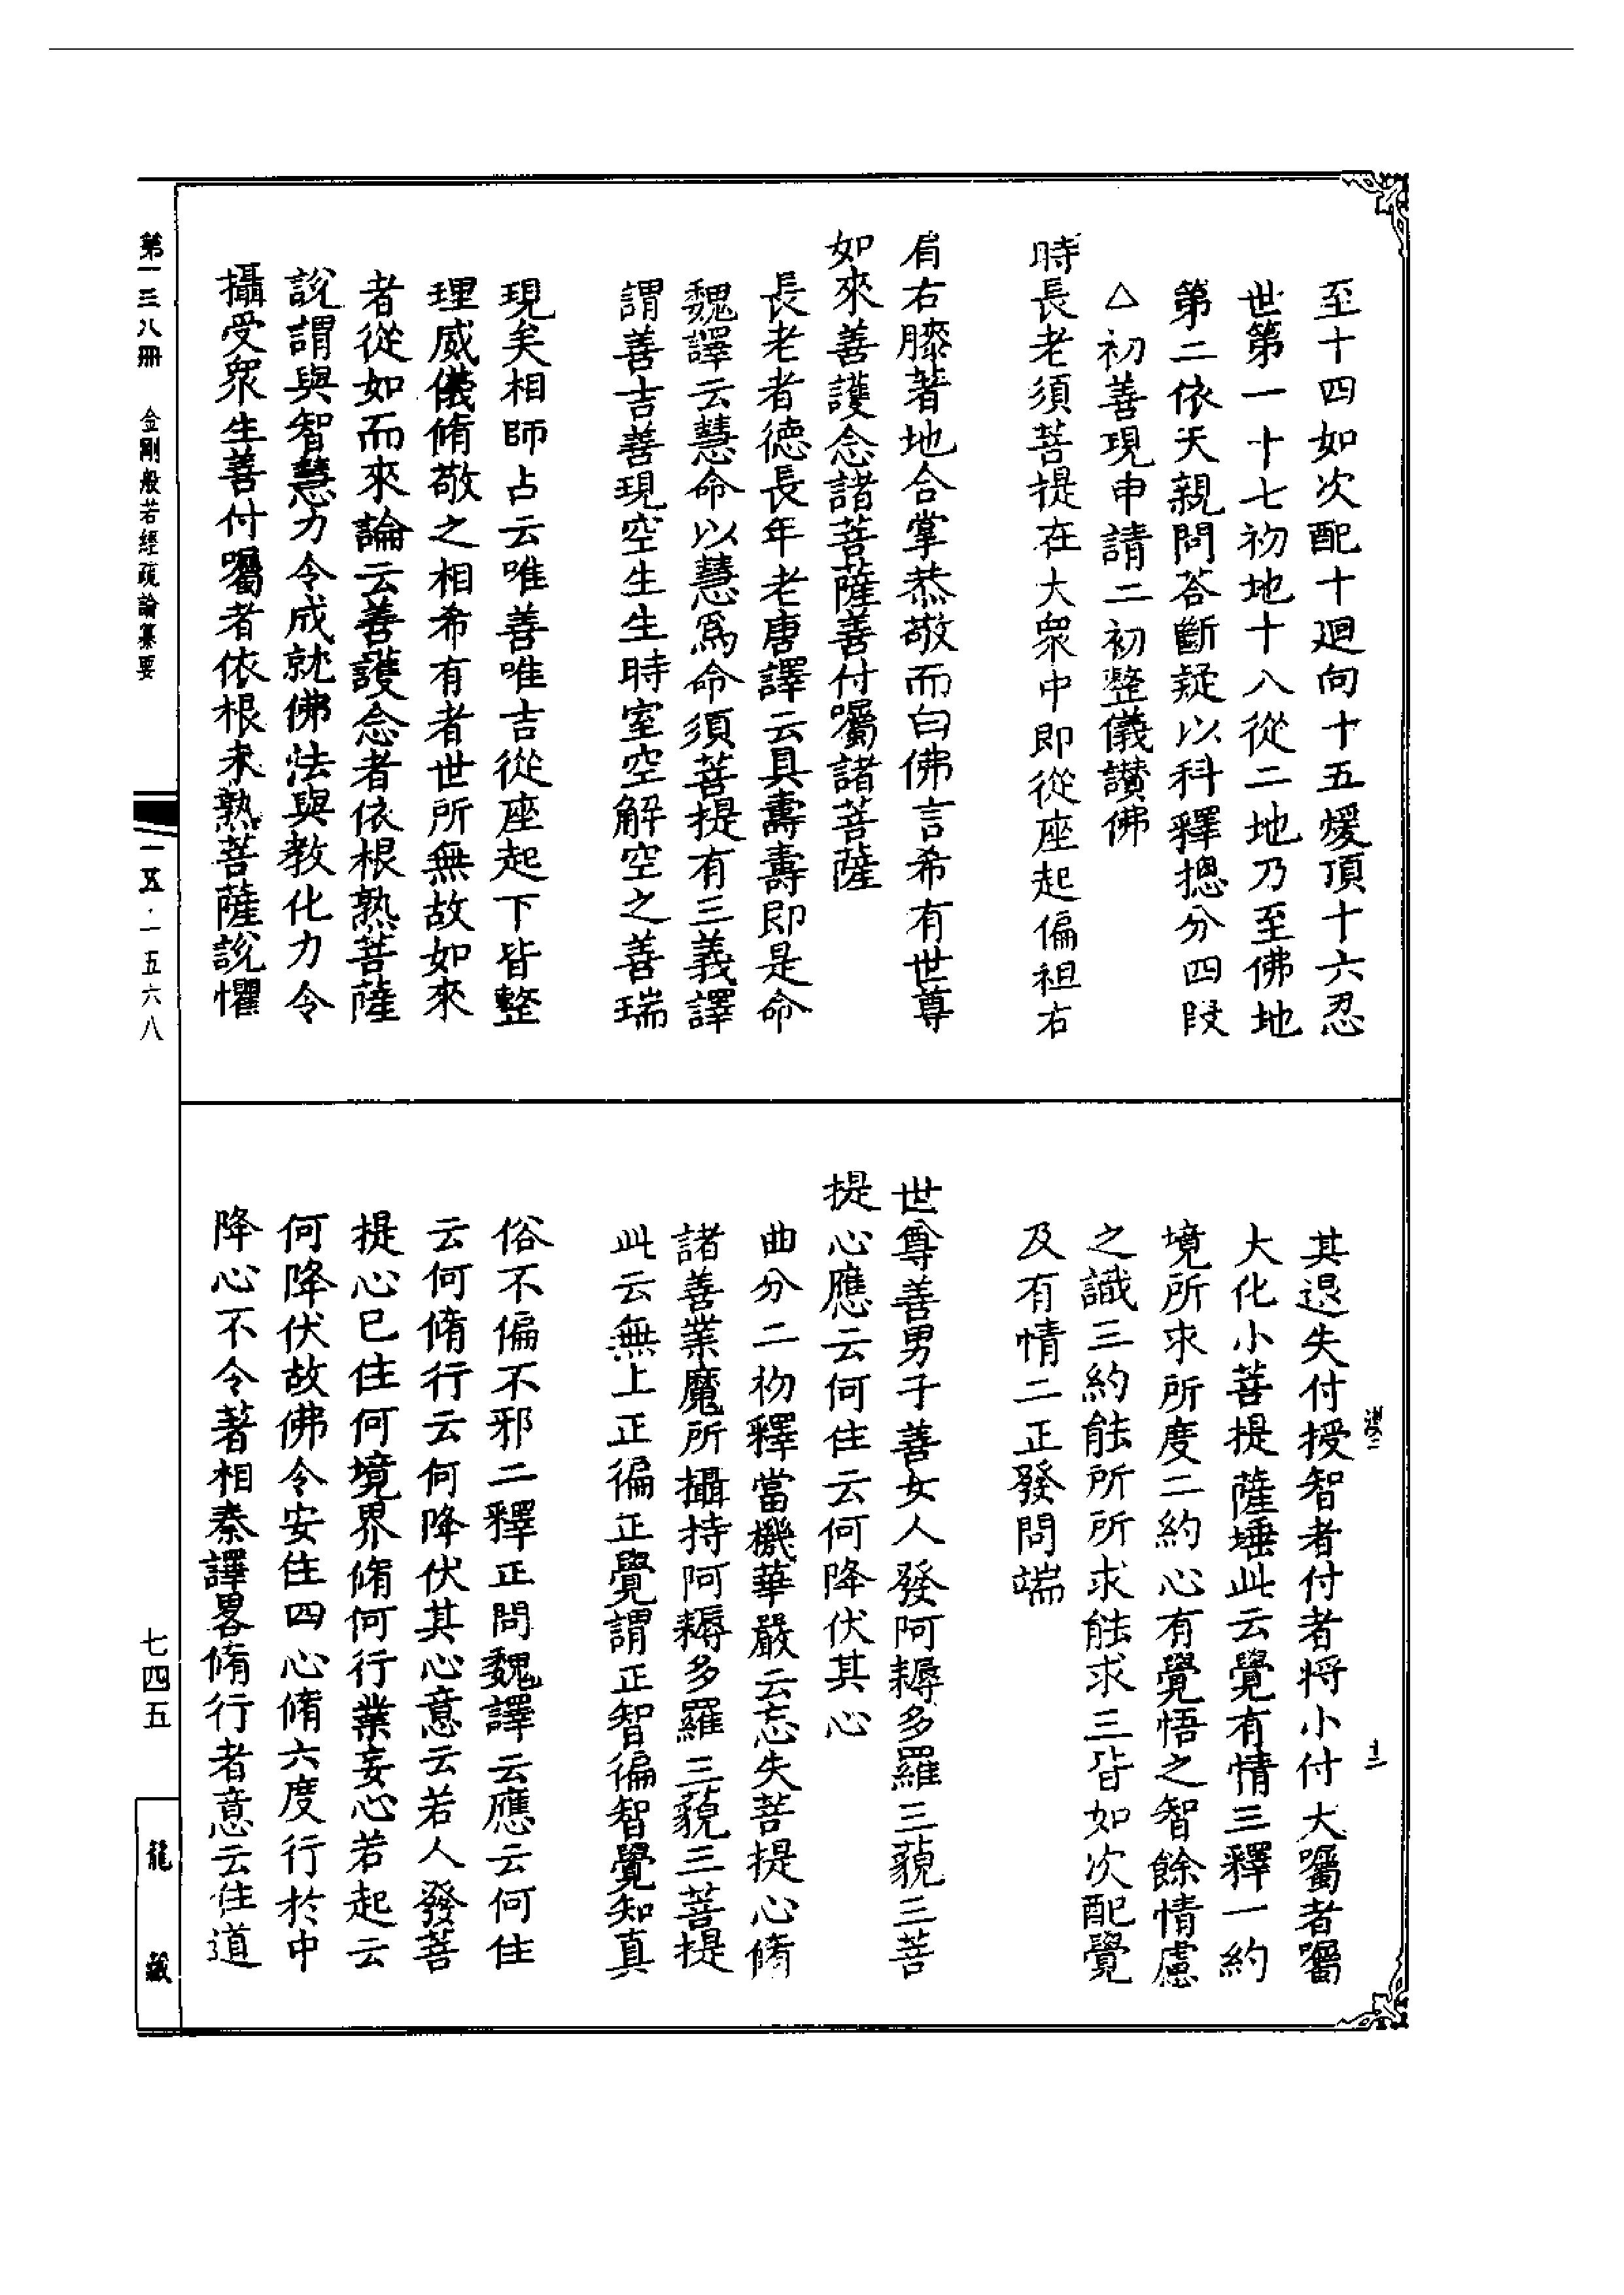 至十四如次配十迴向十五煖頂十六忍
世第一十七初地十八從二地乃至佛地
第二依天親問荅斷疑以科釋揔分四段
△初善現申請二初整儀讃佛
時長老須菩提在大衆中即從座起偏袒右
肩右膝著地合掌恭敬而白佛言希有世尊
如來善護念諸菩薩善付囑諸菩薩
長老者德長年老唐譯云具壽壽即是命
魏譯云慧命以慧爲命須菩提有三義譯
謂善吉善現空生生時室空解空之善瑞
現矣相師占云唯善唯吉從座起下皆整
理威儀脩敬之相希有者世所無故如來
者從如而來論云善護念者依根熟菩薩
說謂與智慧力令成就佛法與教化力令
攝受衆生善付囑者依根未熟菩薩說懼
其退失付授智者付者將小付大囑者囑
大化小菩提薩埵此云覺有情三釋一約
境所求所度二約心有覺悟之智餘情慮
之識三約能所所求能求三皆如次配覺
及有情二正發問端
世尊善男子善女人發阿耨多羅三藐三菩
提心應云何住云何降伏其心
曲分二初釋當機華嚴云忘失菩提心脩
諸善業魔所攝持阿耨多羅三藐三菩提
此云無上正徧正覺謂正智徧智覺知真
俗不偏不邪二釋正問魏譯云應云何住
云何脩行云何降伏其心意云若人發菩
提心已住何境界脩何行業妄心若起云
何降伏故佛令安住四心脩六度行於中
降心不令著相秦譯畧脩行者意云住道
第一三八冊 金剛般若經疏論纂要
一五·一五六八
七四五
龍藏